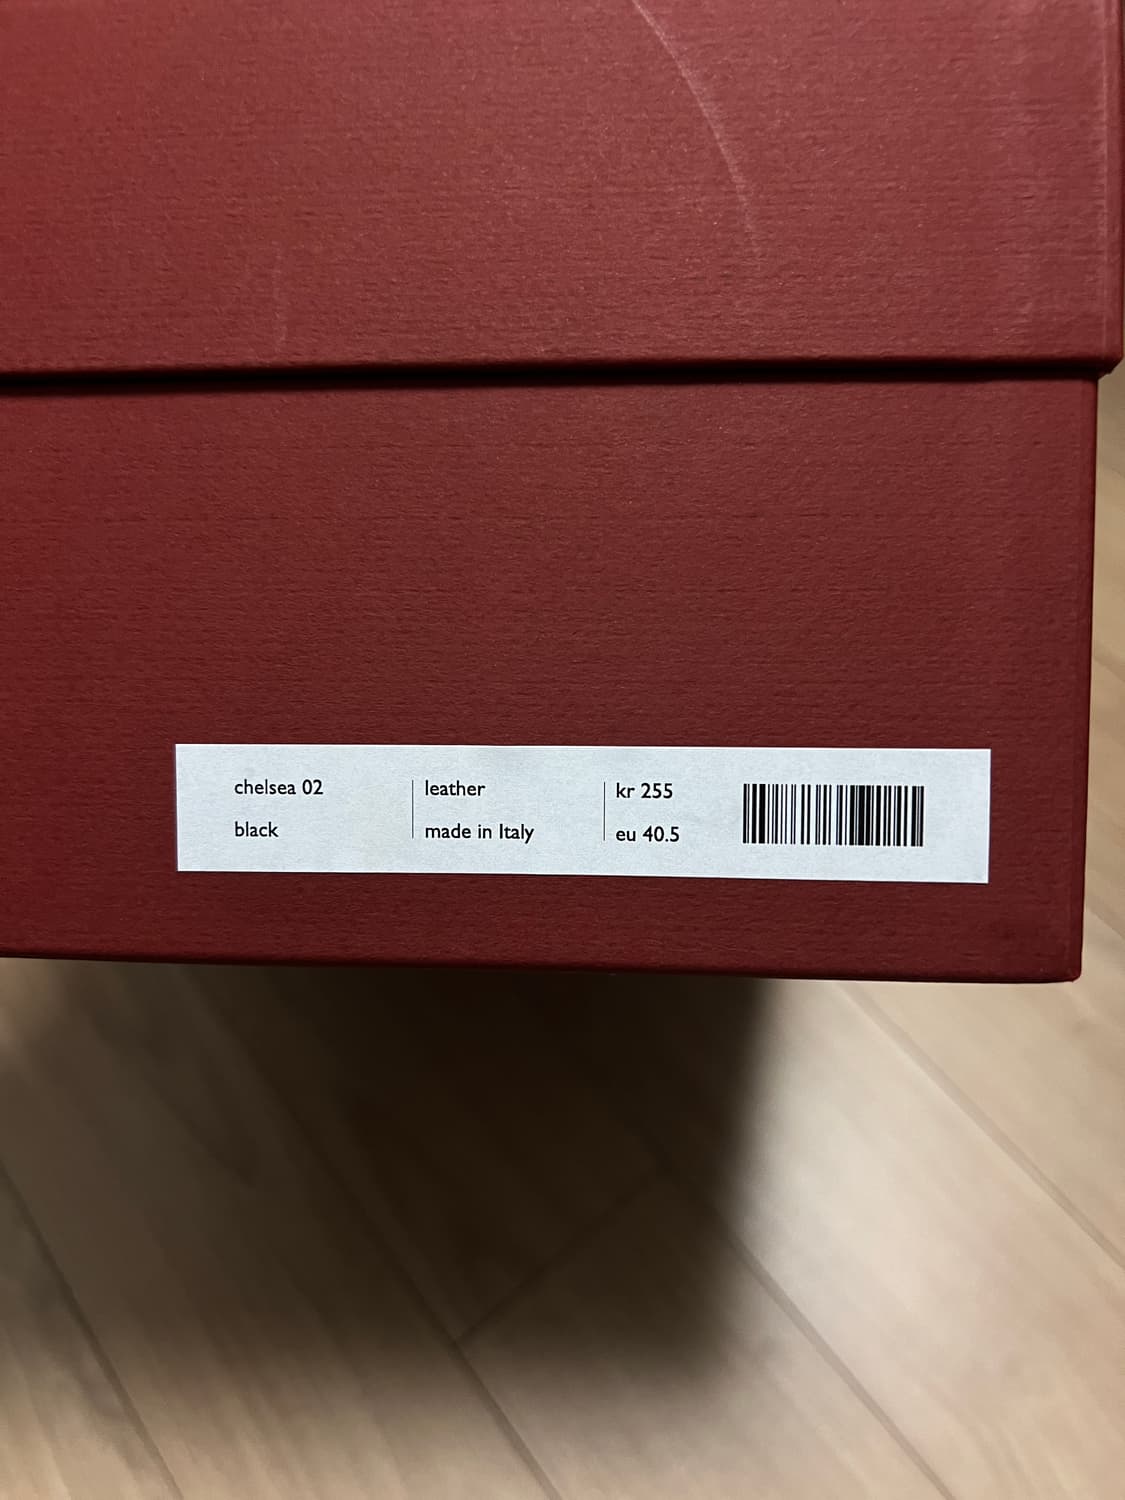 chelsea 02
black
leather
made in Italy
kr 255
eu 40.5